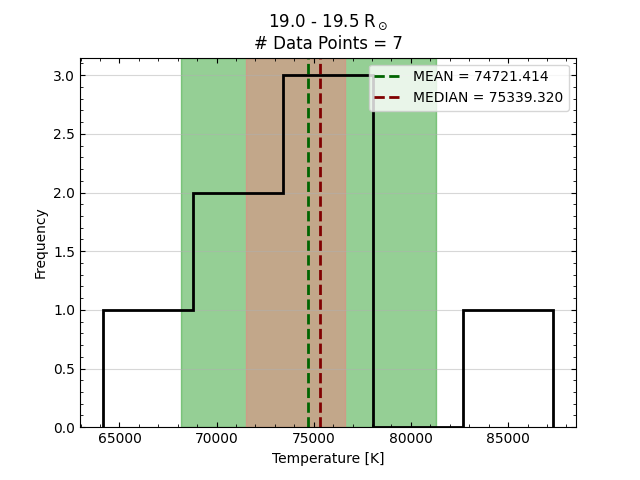 19.0 - 19.5 R⊙
# Data Points = 7
MEAN = 74721.414
MEDIAN = 75339.320
3.0
2.5
2.0
1.5
1.0
0.5
0.0
Frequency
65000 70000 75000 80000 85000
Temperature [K]